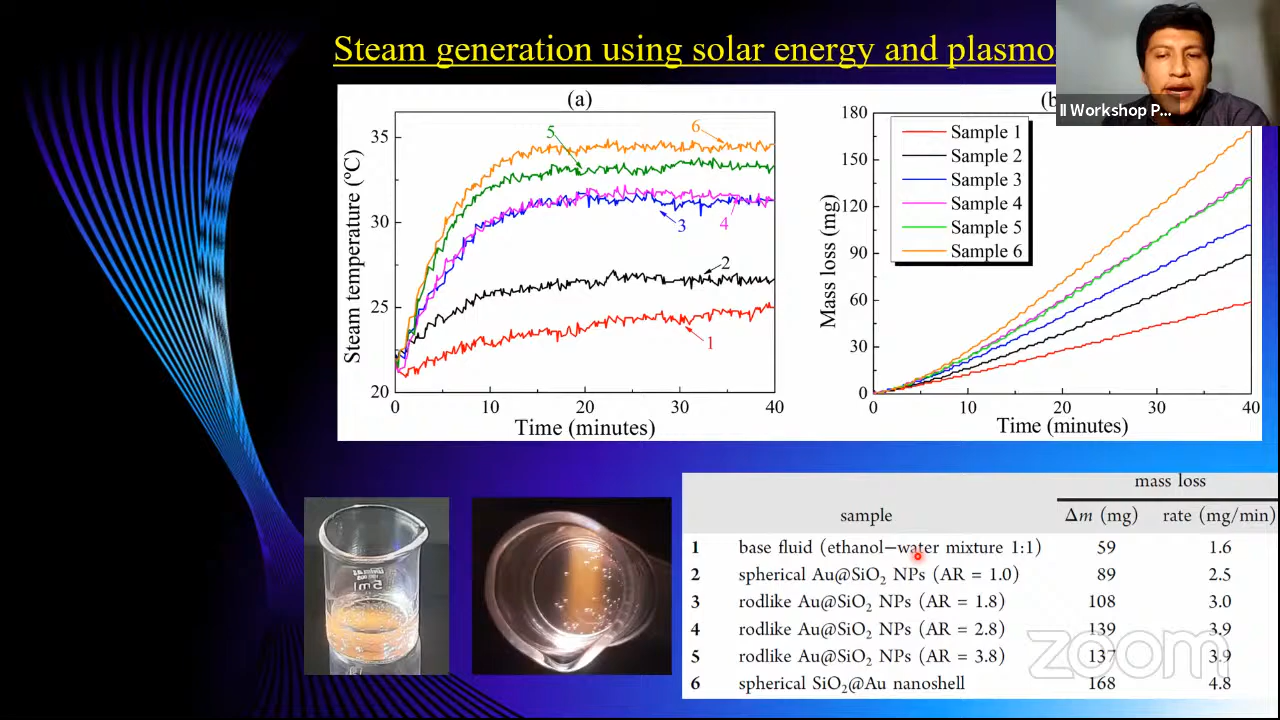 Steam generation using solar energy and plasmo
II Workshop P...
(a)
35
30
25
20
Steam temperature (ºC)
0
10
20
30
40
Time (minutes)
5
6
3
4
2
1
(b
180
150
120
90
60
30
0
Mass loss (mg)
Sample 1
Sample 2
Sample 3
Sample 4
Sample 5
Sample 6
0
10
20
30
40
Time (minutes)
5ml
mass loss
sample Δm (mg) rate (mg/min)
1 base fluid (ethanol−water mixture 1:1) 59 1.6
2 spherical Au@SiO₂ NPs (AR = 1.0) 89 2.5
3 rodlike Au@SiO₂ NPs (AR = 1.8) 108 3.0
4 rodlike Au@SiO₂ NPs (AR = 2.8) 139 3.9
5 rodlike Au@SiO₂ NPs (AR = 3.8) 137 3.9
6 spherical SiO₂@Au nanoshell 168 4.8
zoom